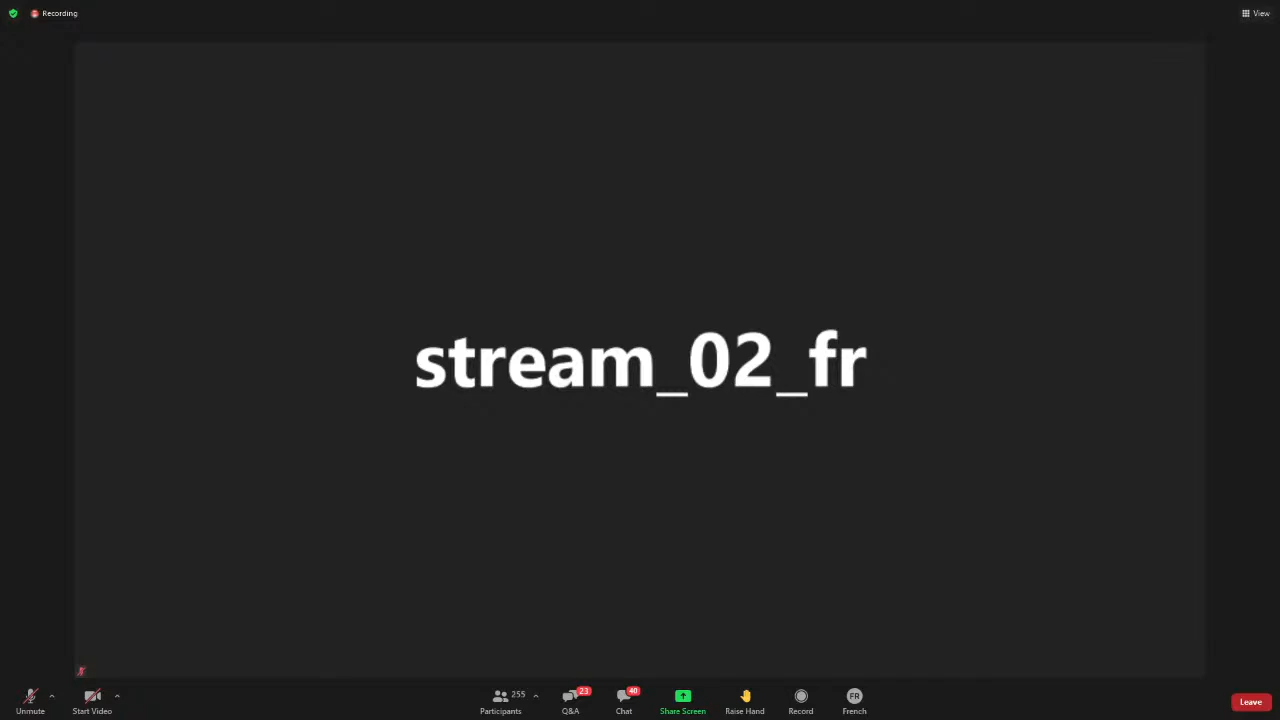 Recording
View
stream_02_fr
Unmute
Start Video
255
Participants
23
Q&A
40
Chat
Share Screen
Raise Hand
Record
FR
French
Leave